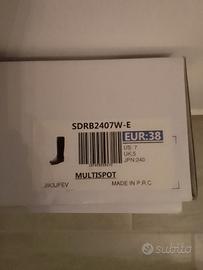 SDRB2407W-E
EUR:38
US: 7
UK:5
JPN:240
MULTISPOT
MADE IN P.R.C
subito